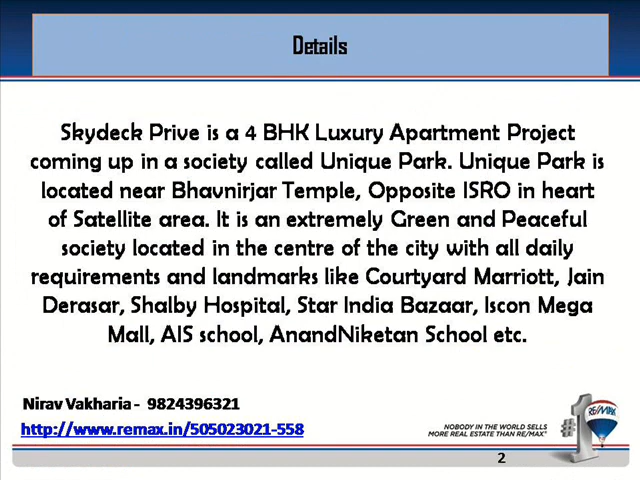 Details
Skydeck Prive is a 4 BHK Luxury Apartment Project
coming up in a society called Unique Park. Unique Park is
located near Bhavnirjar Temple, Opposite ISRO in heart
of Satellite area. It is an extremely Green and Peaceful
society located in the centre of the city with all daily
requirements and landmarks like Courtyard Marriott, Jain
Derasar, Shalby Hospital, Star India Bazaar, Iscon Mega
Mall, AIS school, AnandNiketan School etc.
Nirav Vakharia - 9824396321
http://www.remax.in/505023021-558
NOBODY IN THE WORLD SELLS
MORE REAL ESTATE THAN RE/MAX®
#1
RE/MAX
2